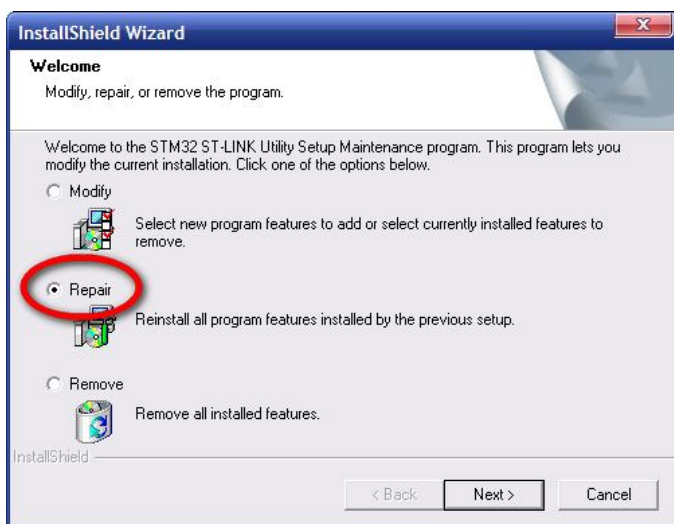 InstallShield Wizard
Welcome
Modify, repair, or remove the program.
Welcome to the STM32 ST-LINK Utility Setup Maintenance program. This program lets you
modify the current installation. Click one of the options below.
Modify
Select new program features to add or select currently installed features to
remove.
Repair
Reinstall all program features installed by the previous setup.
Remove
Remove all installed features.
InstallShield
< Back Next > Cancel